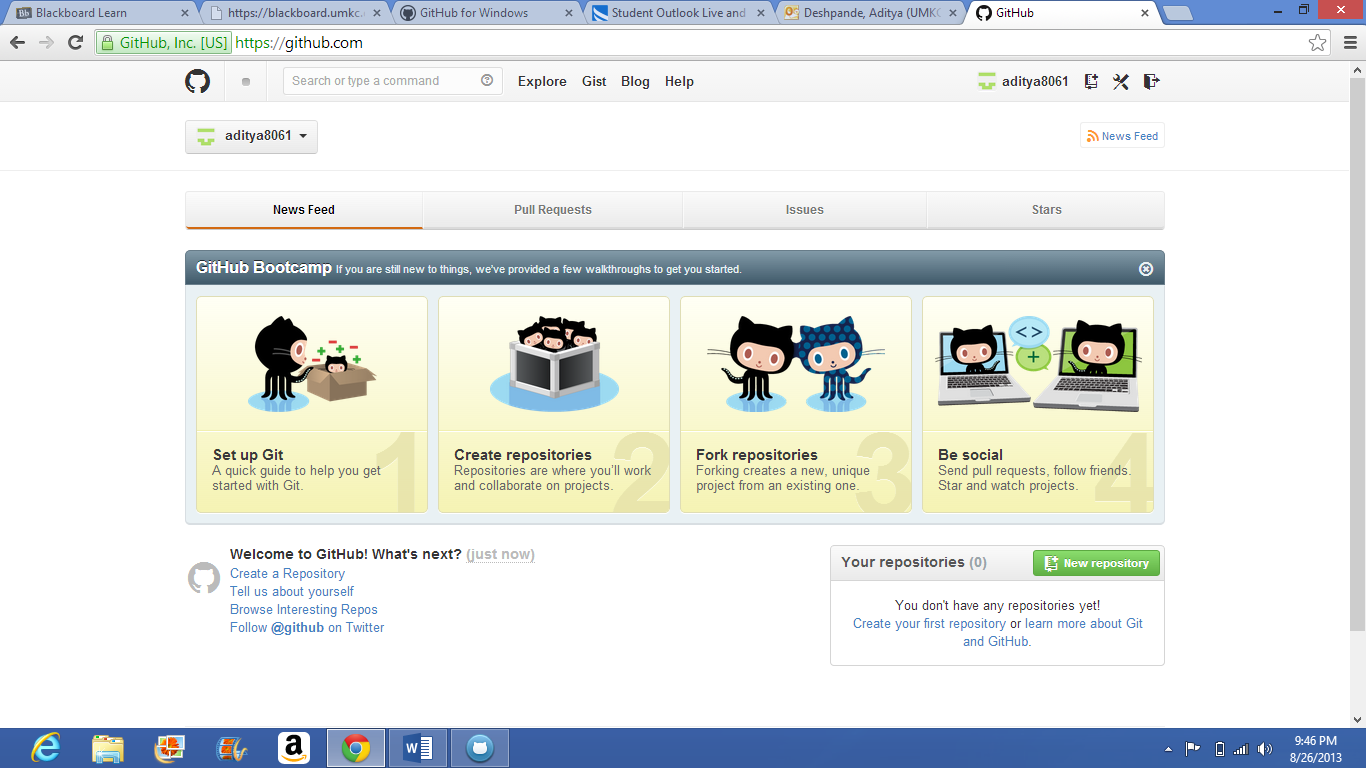 Blackboard Learn
https://blackboard.umkc.
GitHub for Windows
Student Outlook Live and
Deshpande, Aditya (UMKC
GitHub
GitHub, Inc. [US] https://github.com
Search or type a command
Explore Gist Blog Help
aditya8061
aditya8061
News Feed
News Feed Pull Requests Issues Stars
GitHub Bootcamp If you are still new to things, we've provided a few walkthroughs to get you started.
1
Set up Git
A quick guide to help you get
started with Git.
2
Create repositories
Repositories are where you'll work
and collaborate on projects.
3
Fork repositories
Forking creates a new, unique
project from an existing one.
4
Be social
Send pull requests, follow friends.
Star and watch projects.
Welcome to GitHub! What's next? (just now)
Create a Repository
Tell us about yourself
Browse Interesting Repos
Follow @github on Twitter
Your repositories (0)
New repository
You don't have any repositories yet!
Create your first repository or learn more about Git
and GitHub.
9:46 PM
8/26/2013